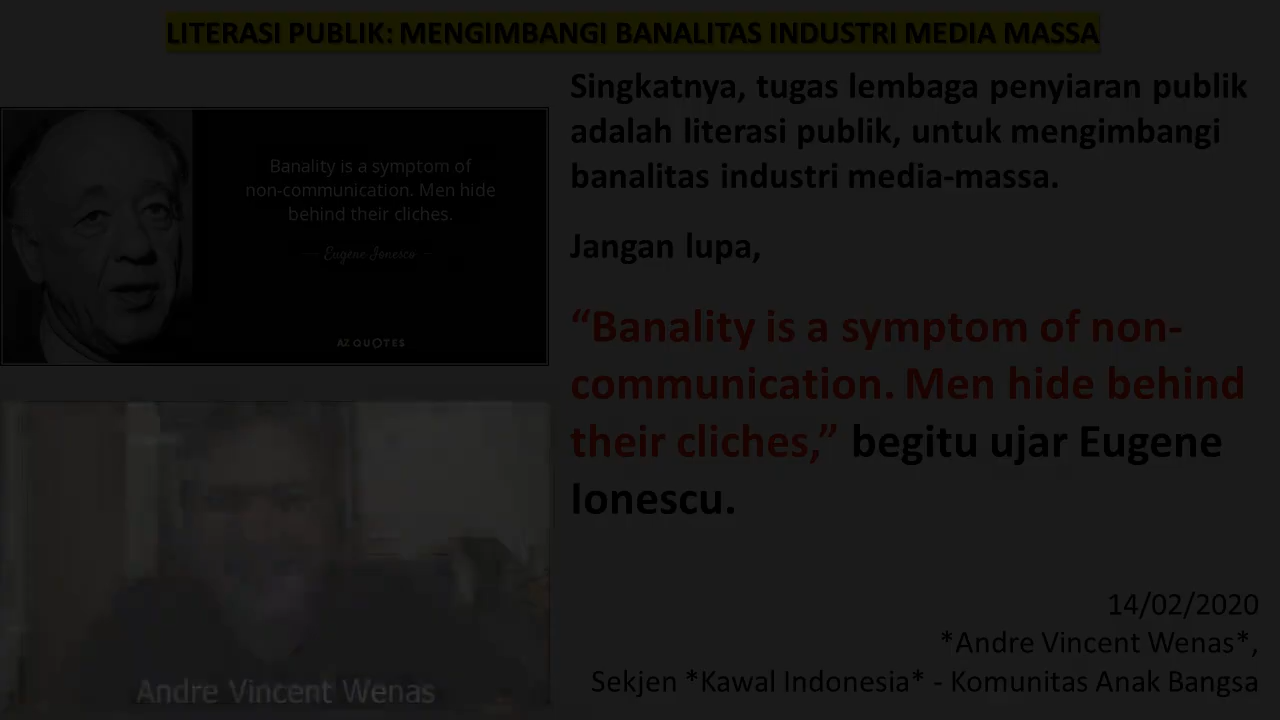 LITERASI PUBLIK: MENGIMBANGI BANALITAS INDUSTRI MEDIA MASSA
Banality is a symptom of
non-communication. Men hide
behind their cliches.
— Eugene Ionesco —
AZ QUOTES
Andre Vincent Wenas
Singkatnya, tugas lembaga penyiaran publik
adalah literasi publik, untuk mengimbangi
banalitas industri media-massa.
Jangan lupa,
“Banality is a symptom of non-
communication. Men hide behind
their cliches,” begitu ujar Eugene
Ionescu.
14/02/2020
*Andre Vincent Wenas*,
Sekjen *Kawal Indonesia* - Komunitas Anak Bangsa